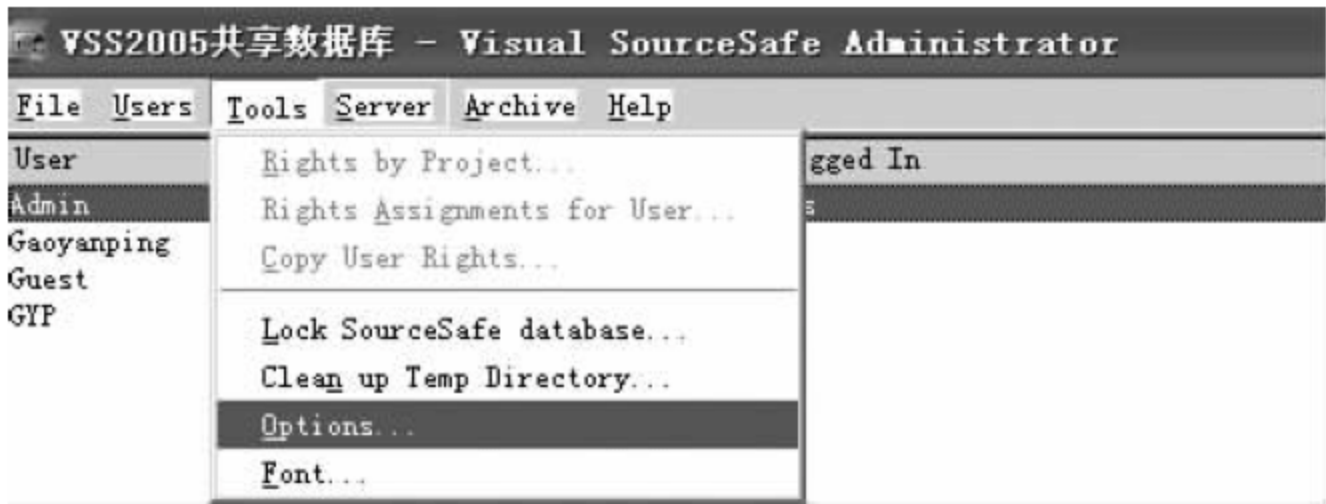 VSS2005共享数据库 - Visual SourceSafe Administrator
File Users Tools Server Archive Help
User gged In
Admin s
Gaoyanping
Guest
GYP
Rights by Project...
Rights Assignments for User...
Copy User Rights...
Lock SourceSafe database...
Clean up Temp Directory...
Options...
Font...